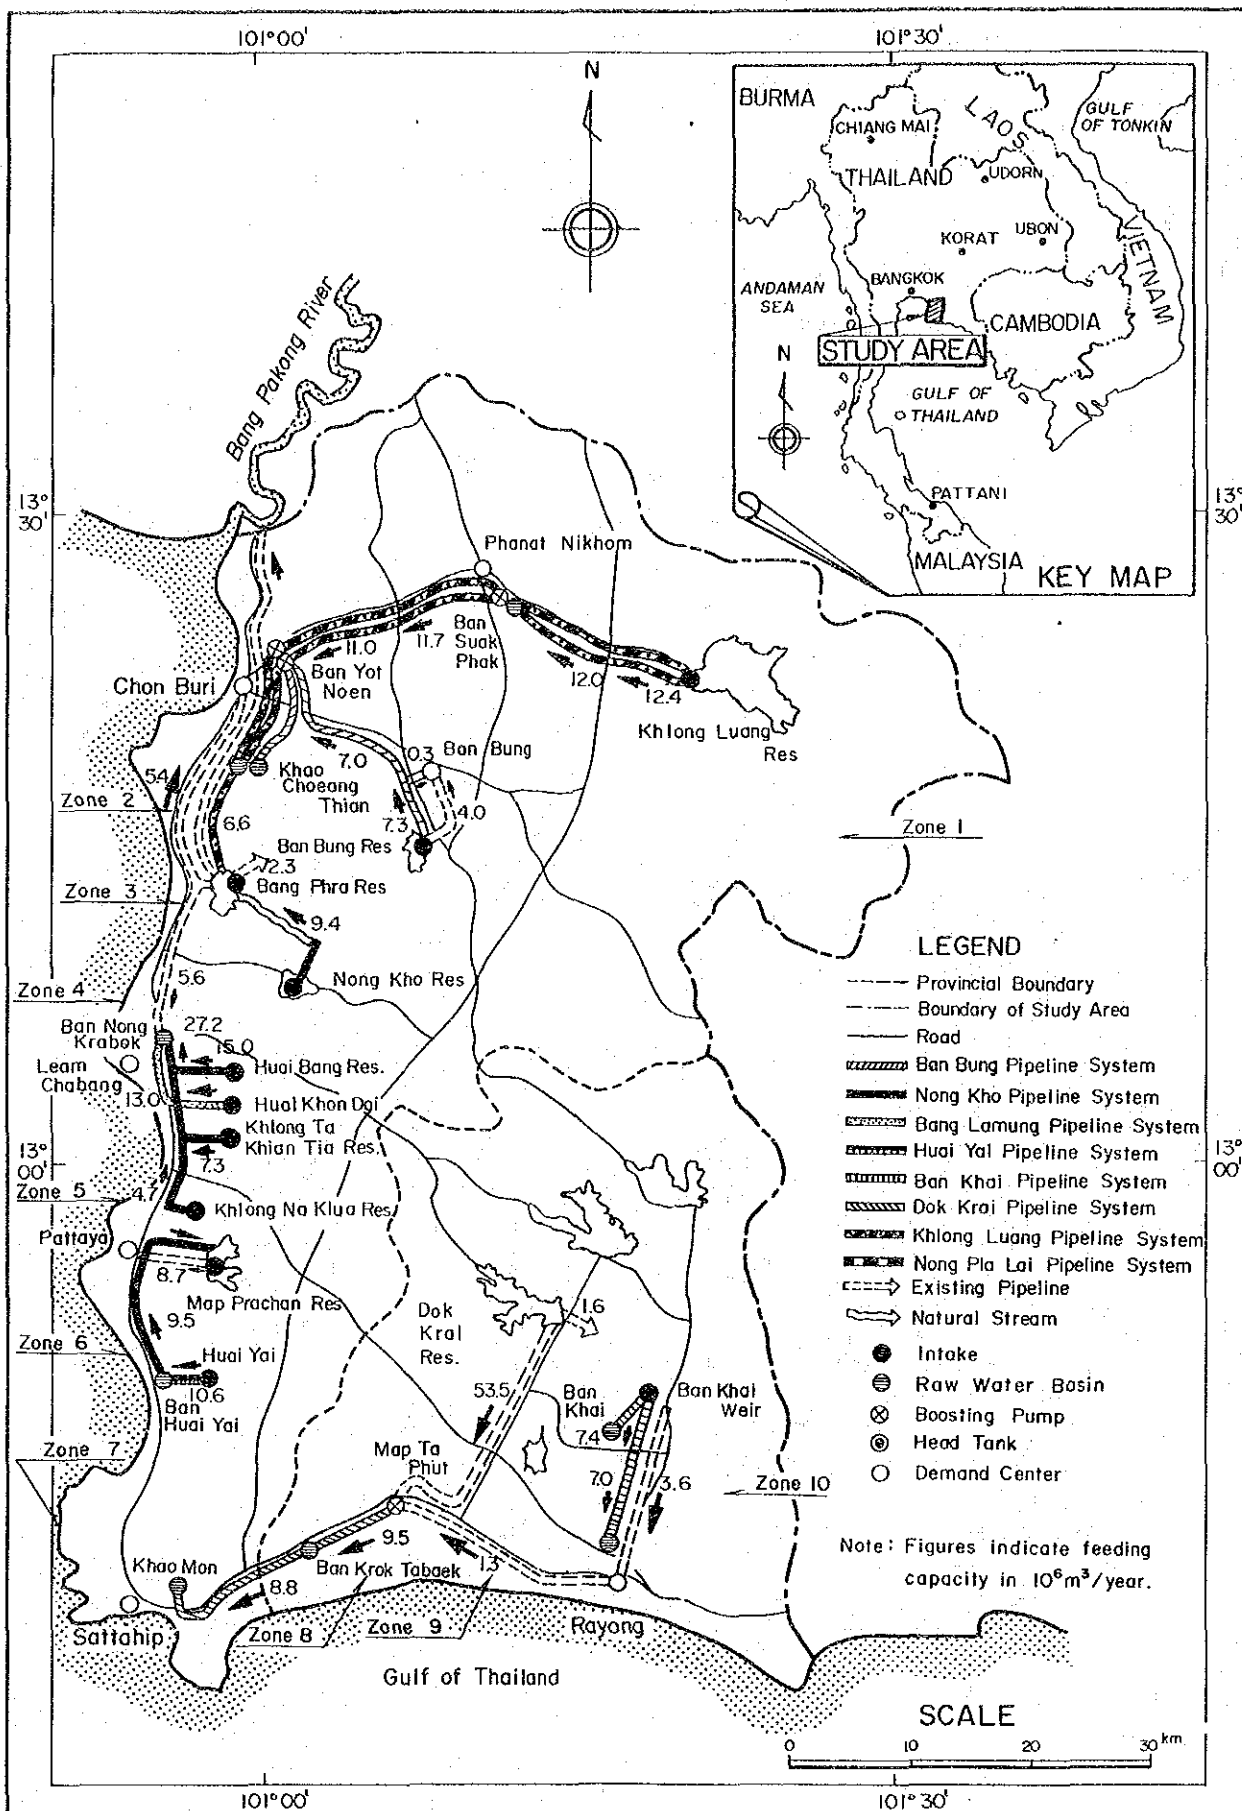 101°00'
101°30'
N
BURMA
LAOS
GULF
OF TONKIN
CHIANG MAI
THAILAND
UDORN
VIETNAM
KORAT
UBON
BANGKOK
ANDAMAN
SEA
CAMBODIA
STUDY AREA
N
GULF OF
THAILAND
PATTANI
MALAYSIA
KEY MAP
Bang Pakong River
13°
30'
13°
30'
Phanat Nikhom
Ban
Suak
Phak
11.0
11.7
12.0
12.4
Ban Yot
Noen
Chon Buri
Khlong Luang
Res
Ban Bung
0.3
7.0
Khao
Choeong
Thian
54
Zone 2
6.6
7.3
4.0
Ban Bung Res
Zone 1
2.3
Bang Phra Res
Zone 3
9.4
Nong Kho Res
5.6
Zone 4
Ban Nong
Krabok
27.2
15.0
Huai Bang Res.
Leam
Chabang
13.0
Huai Khon Dai
Khlong Ta
Khian Tia Res.
7.3
13°
00'
13°
00'
Zone 5
4.7
Khlong Na Klua Res.
Pattaya
8.7
Map Prachan Res
9.5
Zone 6
Huai Yai
10.6
Ban
Huai Yai
Dok
Krai
Res.
1.6
53.5
Ban
Khai
Ban Khai
Weir
7.4
7.0
3.6
Zone 7
Map Ta
Phut
Zone 10
9.5
1.3
Khao Mon
Ban Krok Tabaek
8.8
Sattahip
Zone 8
Zone 9
Rayong
Gulf of Thailand
LEGEND
Provincial Boundary
Boundary of Study Area
Road
Ban Bung Pipeline System
Nong Kho Pipeline System
Bang Lamung Pipeline System
Huai Yai Pipeline System
Ban Khai Pipeline System
Dok Krai Pipeline System
Khlong Luang Pipeline System
Nong Pla Lai Pipeline System
Existing Pipeline
Natural Stream
Intake
Raw Water Basin
Boosting Pump
Head Tank
Demand Center
Note: Figures indicate feeding
capacity in 10⁶m³/year.
SCALE
0 10 20 30 km
101°00'
101°30'